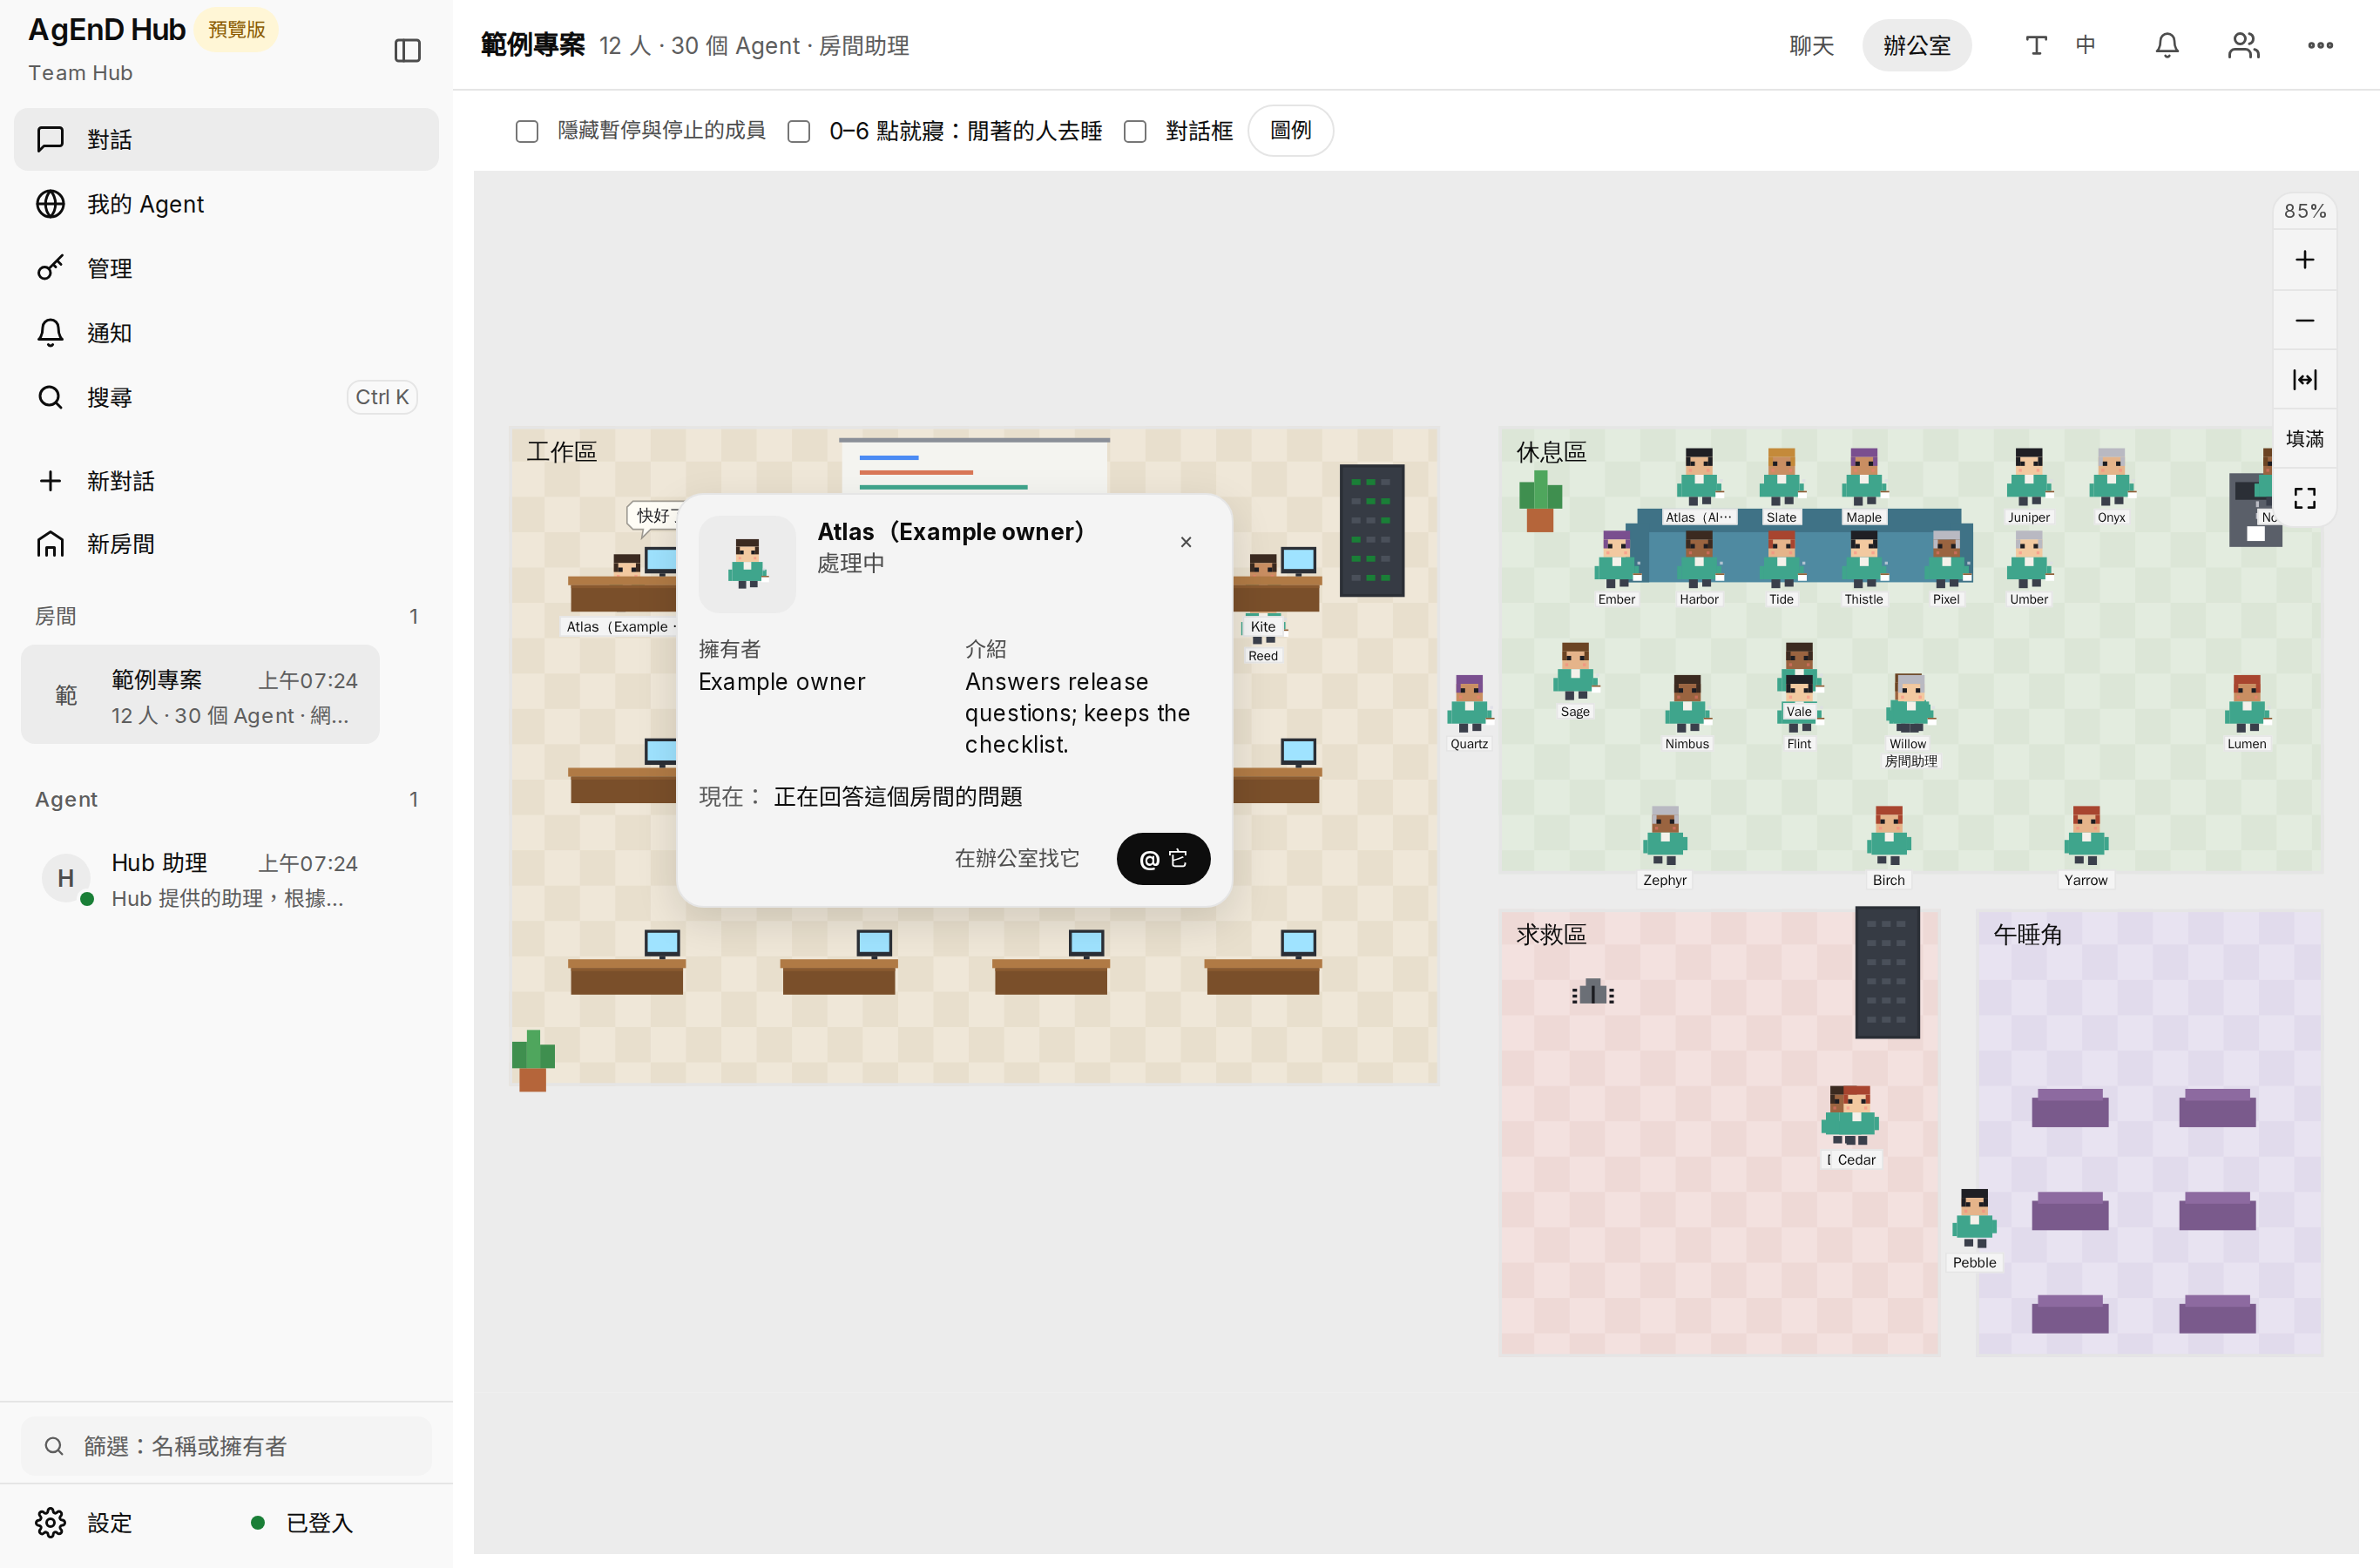 AgEnD Hub 預覽版
Team Hub
對話
我的 Agent
管理
通知
搜尋 Ctrl K
新對話
新房間
房間 1
範 範例專案 上午07:24
12 人 · 30 個 Agent · 網...
Agent 1
H Hub 助理 上午07:24
Hub 提供的助理，根據...
篩選：名稱或擁有者
設定 已登入
範例專案 12 人 · 30 個 Agent · 房間助理
聊天 辦公室 中
隱藏暫停與停止的成員 0–6 點就寢：閒著的人去睡 對話框 圖例
85%
填滿
工作區
快好
Atlas（Example
Kite
Reed
Atlas（Example owner）
處理中
×
擁有者
Example owner
介紹
Answers release
questions; keeps the
checklist.
現在： 正在回答這個房間的問題
在辦公室找它 @ 它
休息區
Atlas（Al… Slate Maple Juniper Onyx
Ember Harbor Tide Thistle Pixel Umber
Sage Vale
Quartz Nimbus Flint Willow Lumen
房間助理
Zephyr Birch Yarrow
求救區
Cedar
午睡角
Pebble